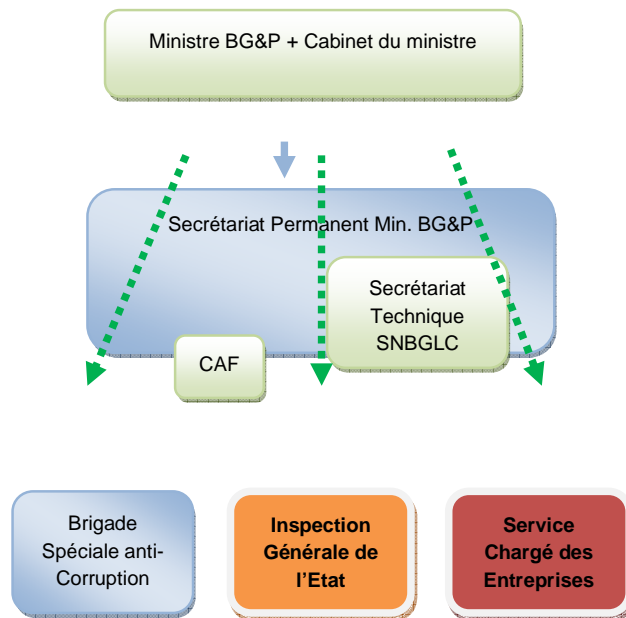 Ministre BG&P + Cabinet du ministre
Secrétariat Permanent Min. BG&P
Secrétariat
Technique
SNBGLC
CAF
Brigade
Spéciale anti-
Corruption
Inspection
Générale de
l'Etat
Service
Chargé des
Entreprises